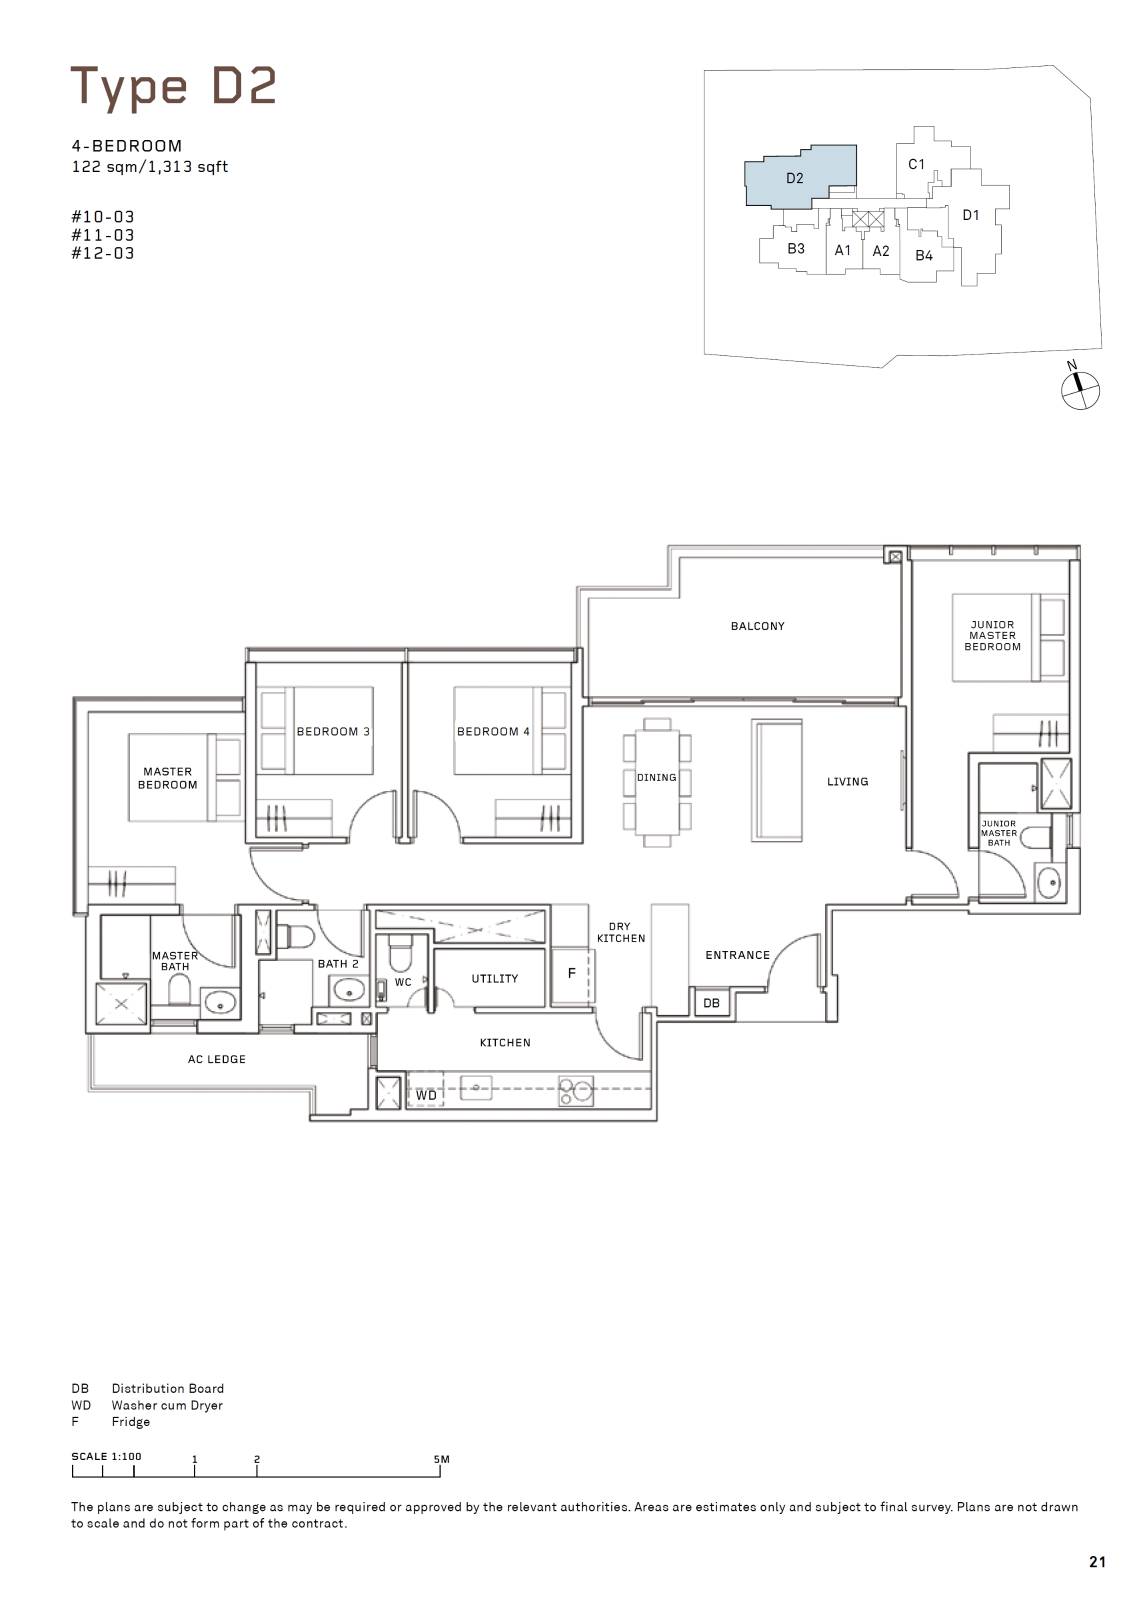 Type D2
4-BEDROOM
122 sqm/1,313 sqft
#10-03
#11-03
#12-03
C1
D2
D1
B3
A1
A2
B4
N
BALCONY
JUNIOR
MASTER
BEDROOM
BEDROOM 3
BEDROOM 4
MASTER
BEDROOM
DINING
LIVING
JUNIOR
MASTER
BATH
DRY
KITCHEN
ENTRANCE
MASTER
BATH
BATH 2
WC
UTILITY
F
DB
KITCHEN
AC LEDGE
WD
DB Distribution Board
WD Washer cum Dryer
F Fridge
SCALE 1:100 1 2 5M
The plans are subject to change as may be required or approved by the relevant authorities. Areas are estimates only and subject to final survey. Plans are not drawn
to scale and do not form part of the contract.
21